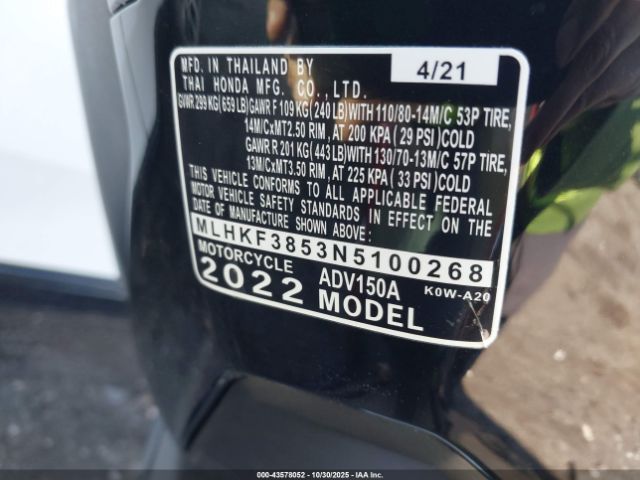 MFD. IN THAILAND BY 4/21
THAI HONDA MFG. CO., LTD.
GVWR 299 KG (659 LB) GAWR F 109 KG (240 LB) WITH 110/80-14M/C 53P TIRE,
14M/CxMT2.50 RIM, AT 200 KPA (29 PSI) COLD
GAWR R 201 KG (443 LB) WITH 130/70-13M/C 57P TIRE,
13M/CxMT3.50 RIM, AT 225 KPA (33 PSI) COLD
THIS VEHICLE CONFORMS TO ALL APPLICABLE FEDERAL
MOTOR VEHICLE SAFETY STANDARDS IN EFFECT ON THE
DATE OF MANUFACTURE SHOWN ABOVE:
MLHKF3853N5100268
MOTORCYCLE ADV150A K0W-A20
2022 MODEL
000-43578052 - 10/30/2025 - IAA Inc.